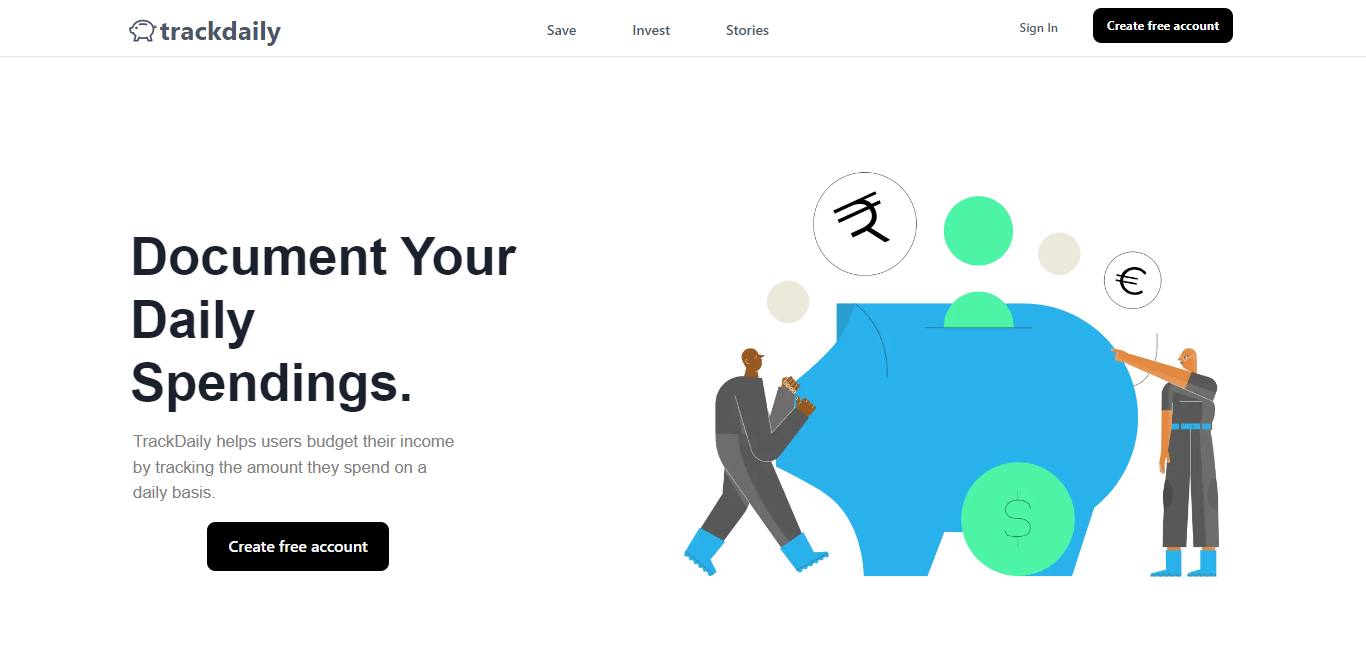 trackdaily
Save
Invest
Stories
Sign In
Create free account
Document Your
Daily
Spendings.
TrackDaily helps users budget their income
by tracking the amount they spend on a
daily basis.
Create free account
₹
€
$